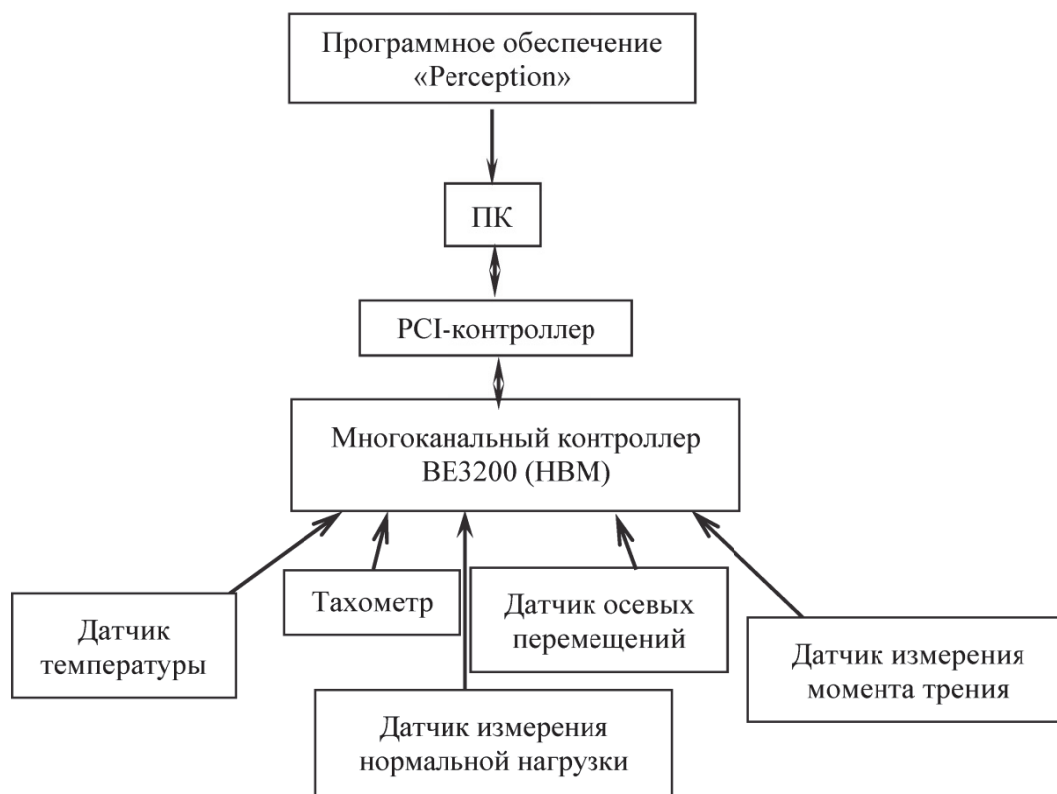 Программное обеспечение
«Perception»
ПК
PCI-контроллер
Многоканальный контроллер
BE3200 (HBM)
Датчик
температуры
Тахометр
Датчик осевых
перемещений
Датчик измерения
момента трения
Датчик измерения
нормальной нагрузки